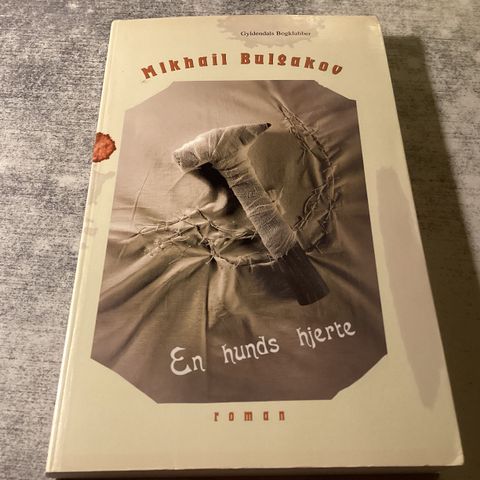 Gyldendals Bogklubber
Mikhail Bulgakov
En hunds hjerte
roman